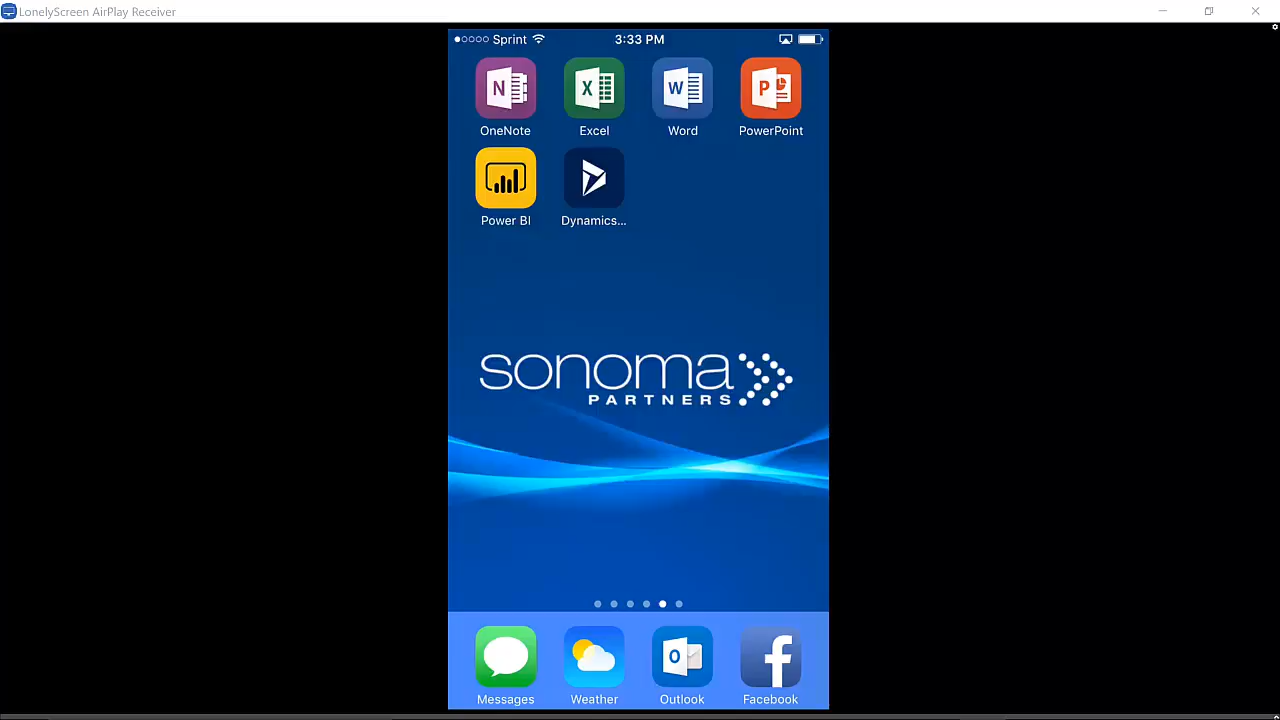 LonelyScreen AirPlay Receiver
Sprint 3:33 PM
N X W P
OneNote Excel Word PowerPoint
Power BI Dynamics...
sonoma
PARTNERS
O f
Messages Weather Outlook Facebook